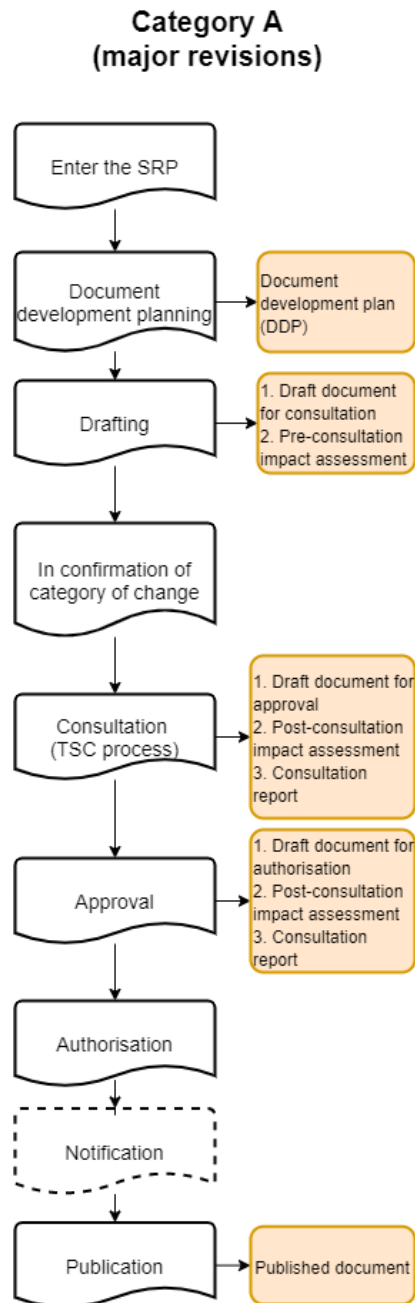 Category A
(major revisions)
Enter the SRP
Document
development planning
Document
development plan
(DDP)
Drafting
1. Draft document
for consultation
2. Pre-consultation
impact assessment
In confirmation of
category of change
Consultation
(TSC process)
1. Draft document for
approval
2. Post-consultation
impact assessment
3. Consultation
report
Approval
1. Draft document for
authorisation
2. Post-consultation
impact assessment
3. Consultation
report
Authorisation
Notification
Publication
Published document